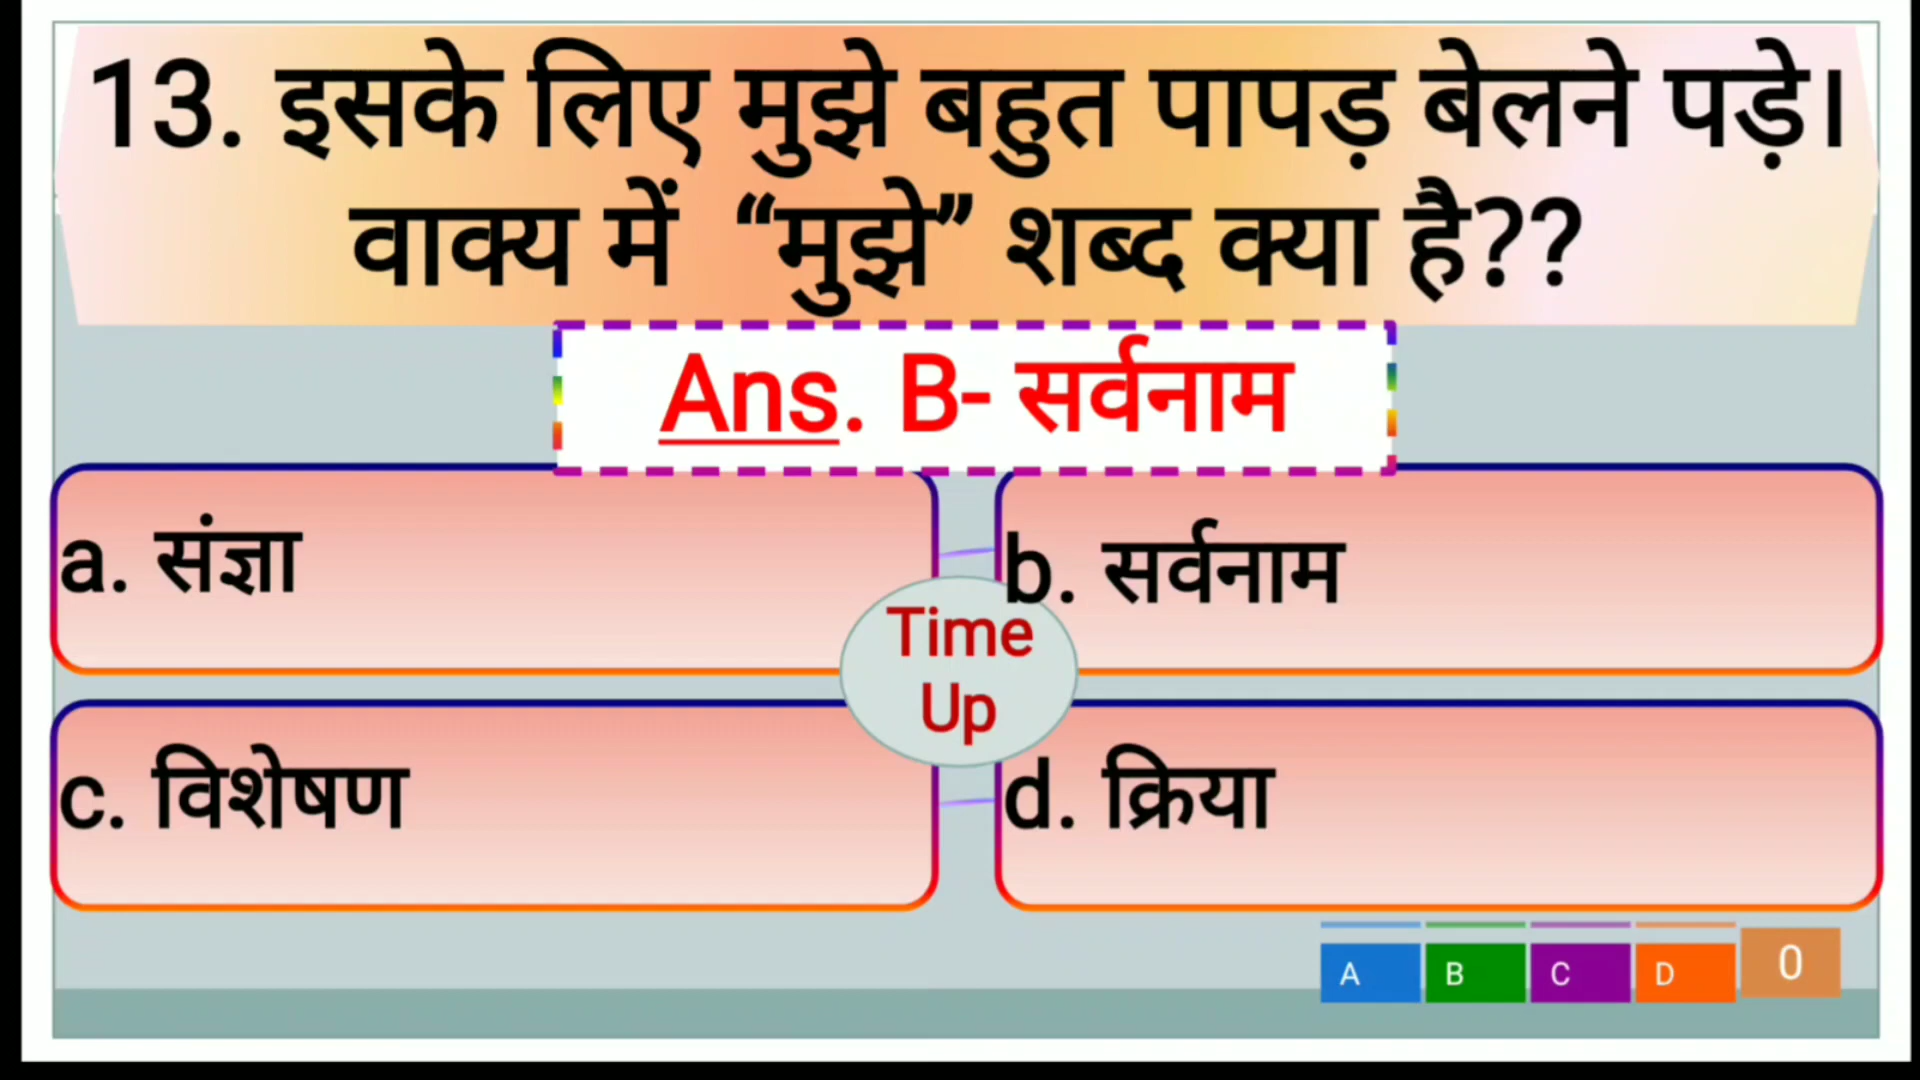 13. इसके लिए मुझे बहुत पापड़ बेलने पड़े।
वाक्य में “मुझे” शब्द क्या है??
Ans. B- सर्वनाम
a. संज्ञा
b. सर्वनाम
Time
Up
c. विशेषण
d. क्रिया
A B C D 0